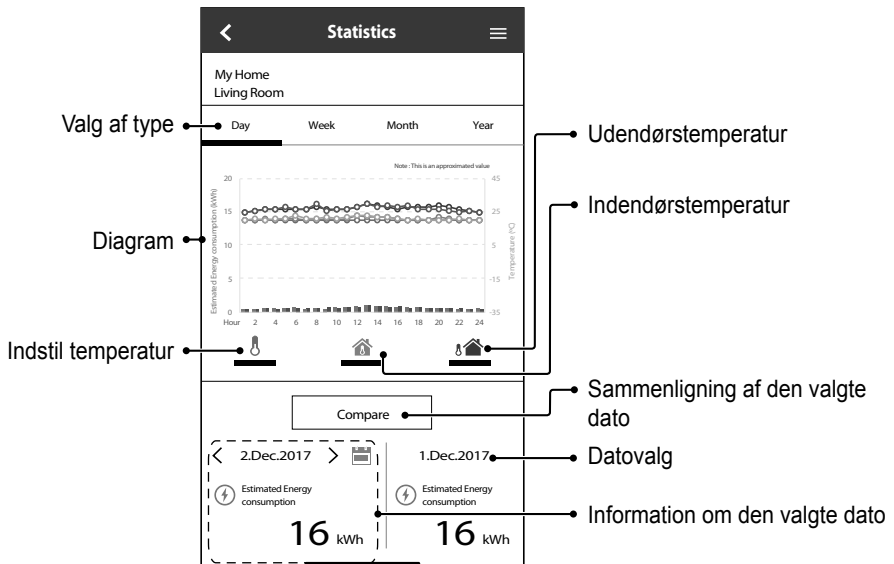 Statistics
My Home
Living Room
Valg af type
Day Week Month Year
Udendørstemperatur
Note : This is an approximated value
20 45
Indendørstemperatur
15 25
Estimated Energy consumption (kWh)
Temperature (ºC)
Diagram
10 5
5 -15
0 -35
Hour 2 4 6 8 10 12 14 16 18 20 22 24
Indstil temperatur
Sammenligning af den valgte
dato
Compare
2.Dec.2017 1.Dec.2017
Datovalg
Estimated Energy
consumption
Estimated Energy
consumption
Information om den valgte dato
16 kWh 16 kWh